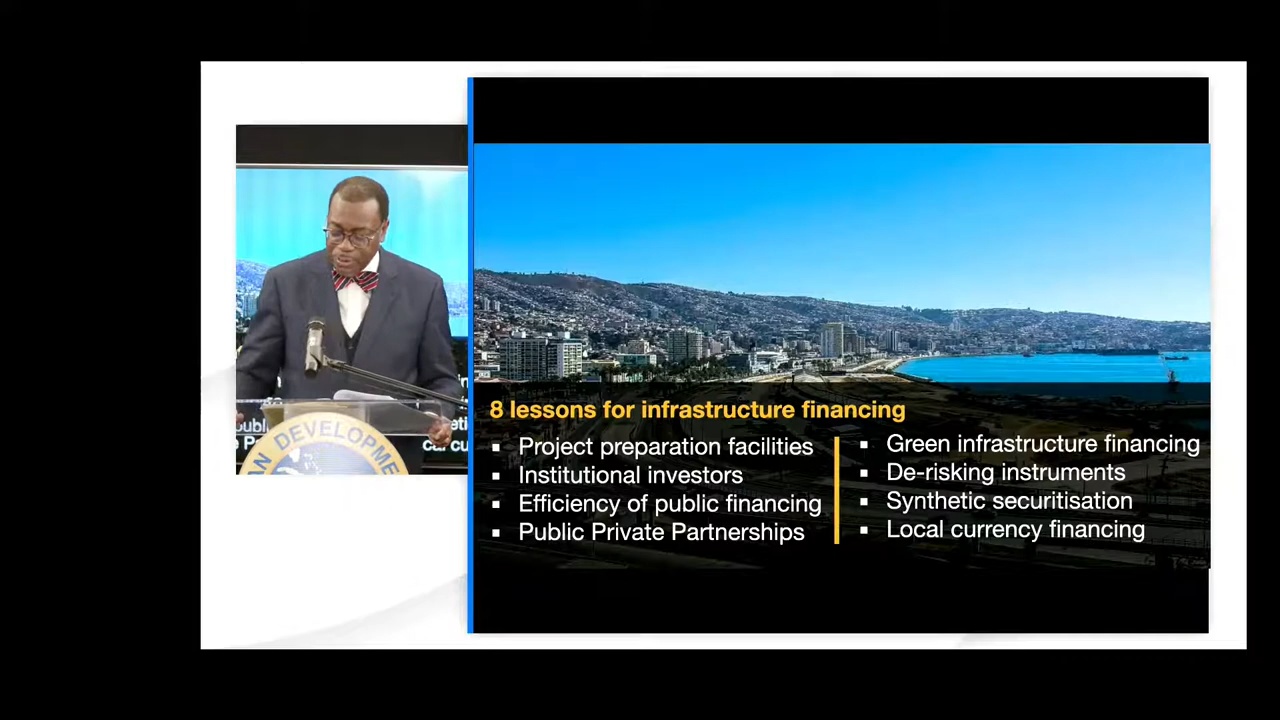 8 lessons for infrastructure financing
▪ Project preparation facilities
▪ Institutional investors
▪ Efficiency of public financing
▪ Public Private Partnerships
▪ Green infrastructure financing
▪ De-risking instruments
▪ Synthetic securitisation
▪ Local currency financing
AN DEVELOPME